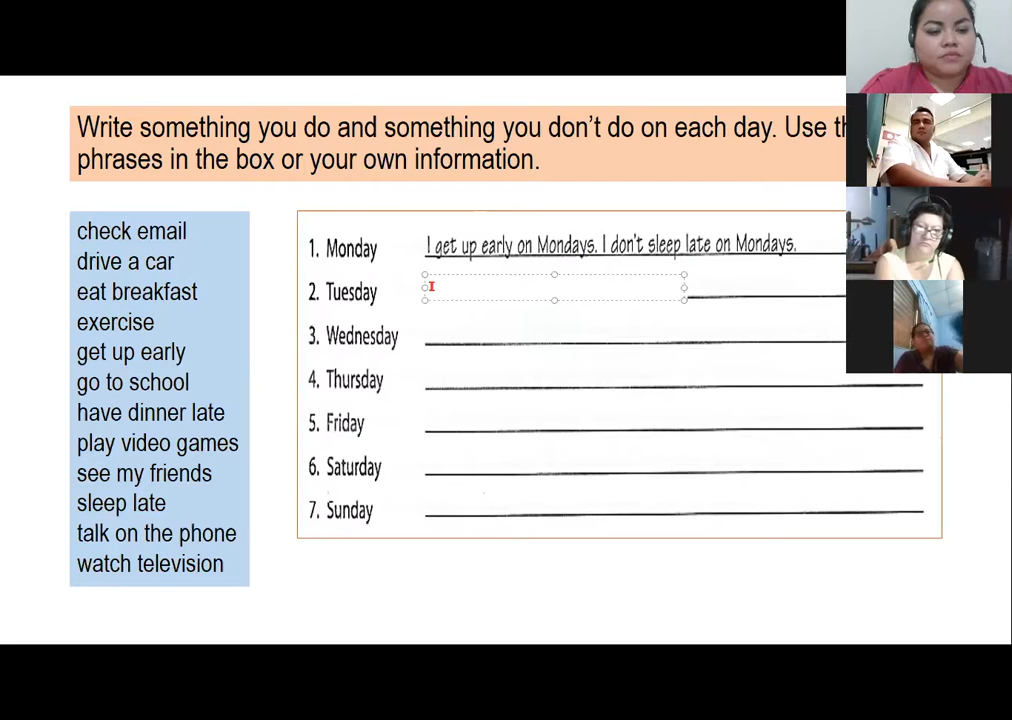 Write something you do and something you don't do on each day. Use
phrases in the box or your own information.
check email
drive a car
eat breakfast
exercise
get up early
go to school
have dinner late
play video games
see my friends
sleep late
talk on the phone
watch television
1. Monday I get up early on Mondays. I don't sleep late on Mondays.
2. Tuesday
3. Wednesday
4. Thursday
5. Friday
6. Saturday
7. Sunday